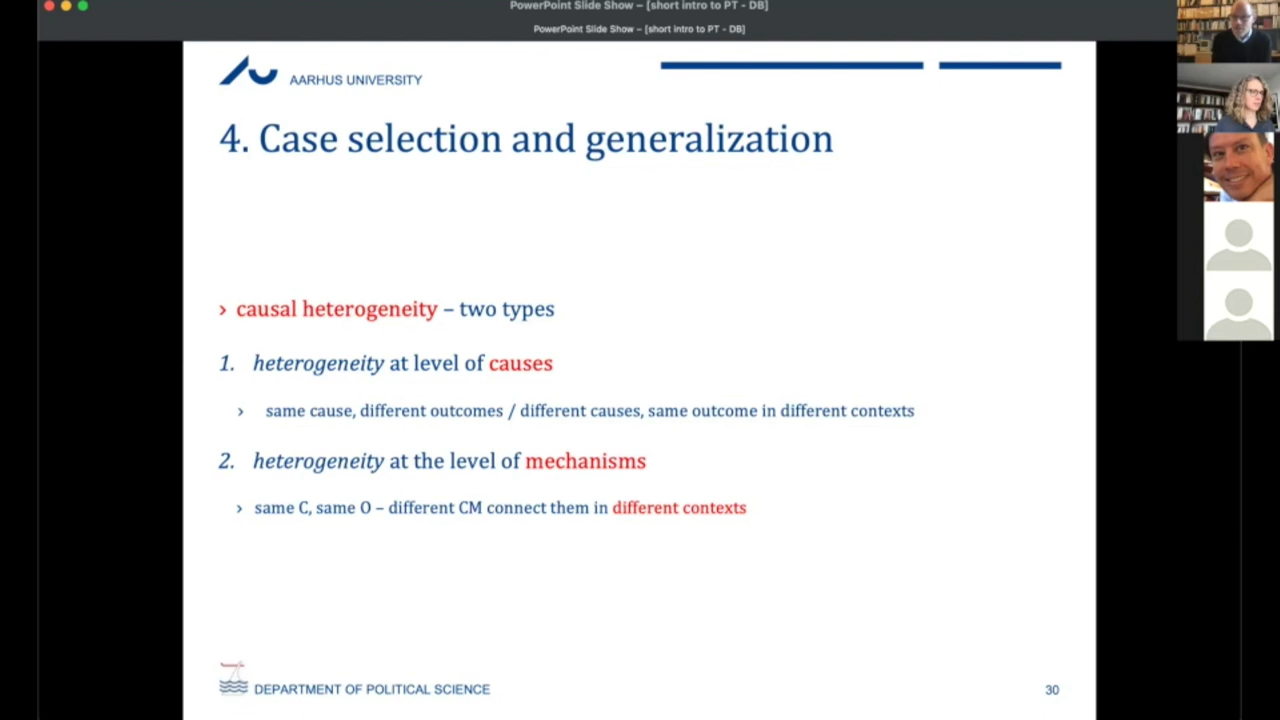 PowerPoint Slide Show – [short intro to PT - DB]
PowerPoint Slide Show – [short intro to PT - DB]
AARHUS UNIVERSITY
4. Case selection and generalization
› causal heterogeneity – two types
1. heterogeneity at level of causes
› same cause, different outcomes / different causes, same outcome in different contexts
2. heterogeneity at the level of mechanisms
› same C, same O – different CM connect them in different contexts
DEPARTMENT OF POLITICAL SCIENCE
30